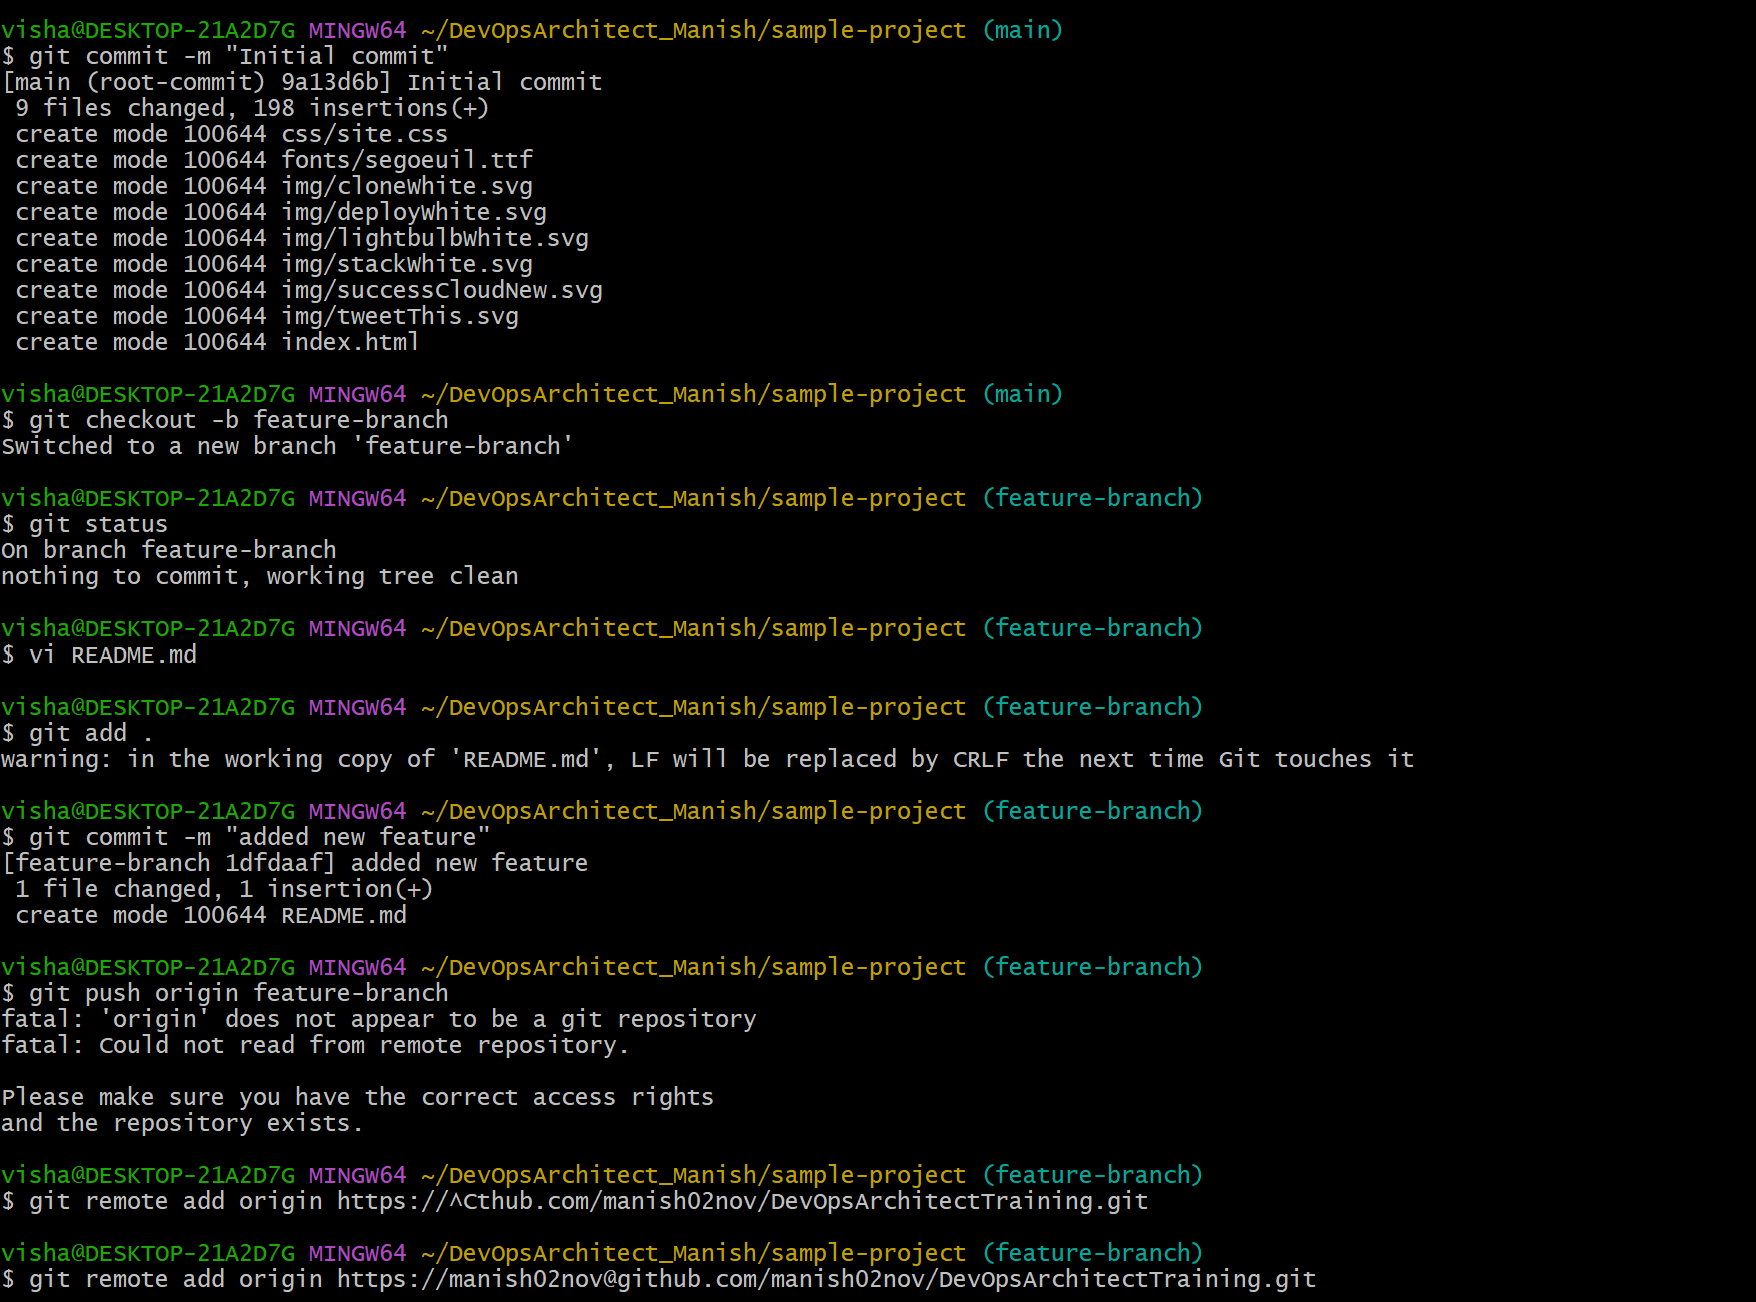 visha@DESKTOP-21A2D7G MINGW64 ~/DevOpsArchitect_Manish/sample-project (main)
$ git commit -m "Initial commit"
[main (root-commit) 9a13d6b] Initial commit
 9 files changed, 198 insertions(+)
 create mode 100644 css/site.css
 create mode 100644 fonts/segoeuil.ttf
 create mode 100644 img/cloneWhite.svg
 create mode 100644 img/deployWhite.svg
 create mode 100644 img/lightbulbWhite.svg
 create mode 100644 img/stackWhite.svg
 create mode 100644 img/successCloudNew.svg
 create mode 100644 img/tweetThis.svg
 create mode 100644 index.html
visha@DESKTOP-21A2D7G MINGW64 ~/DevOpsArchitect_Manish/sample-project (main)
$ git checkout -b feature-branch
Switched to a new branch 'feature-branch'
visha@DESKTOP-21A2D7G MINGW64 ~/DevOpsArchitect_Manish/sample-project (feature-branch)
$ git status
On branch feature-branch
nothing to commit, working tree clean
visha@DESKTOP-21A2D7G MINGW64 ~/DevOpsArchitect_Manish/sample-project (feature-branch)
$ vi README.md
visha@DESKTOP-21A2D7G MINGW64 ~/DevOpsArchitect_Manish/sample-project (feature-branch)
$ git add .
warning: in the working copy of 'README.md', LF will be replaced by CRLF the next time Git touches it
visha@DESKTOP-21A2D7G MINGW64 ~/DevOpsArchitect_Manish/sample-project (feature-branch)
$ git commit -m "added new feature"
[feature-branch 1dfdaaf] added new feature
 1 file changed, 1 insertion(+)
 create mode 100644 README.md
visha@DESKTOP-21A2D7G MINGW64 ~/DevOpsArchitect_Manish/sample-project (feature-branch)
$ git push origin feature-branch
fatal: 'origin' does not appear to be a git repository
fatal: Could not read from remote repository.
Please make sure you have the correct access rights
and the repository exists.
visha@DESKTOP-21A2D7G MINGW64 ~/DevOpsArchitect_Manish/sample-project (feature-branch)
$ git remote add origin https://^Cthub.com/manish02nov/DevOpsArchitectTraining.git
visha@DESKTOP-21A2D7G MINGW64 ~/DevOpsArchitect_Manish/sample-project (feature-branch)
$ git remote add origin https://manish02nov@github.com/manish02nov/DevOpsArchitectTraining.git